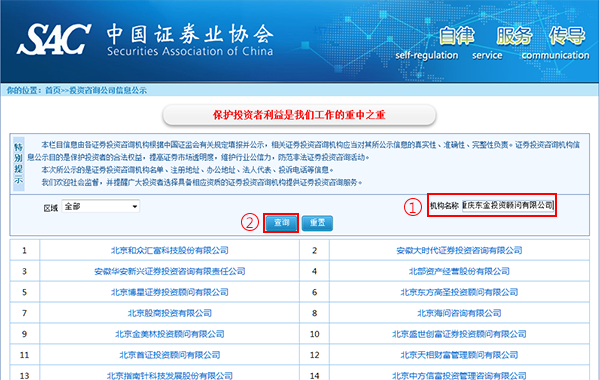 SAC 中国证券业协会 Securities Association of China
自律 服务 传导
self-regulation service communication
你的位置：首页>>投资咨询公司信息公示
保护投资者利益是我们工作的重中之重
特别提示
本栏目信息由各证券投资咨询机构根据中国证监会有关规定填报并公示，相关证券投资咨询机构应当对其所公示信息的真实性、准确性、完整性负责。证券投资咨询机构信
息公示目的是保护投资者的合法权益，提高证券市场透明度，维护行业公信力，防范非法证券投资咨询活动。
本次所公示的是证券投资咨询机构名单、注册地址、办公地址、法人代表、投诉电话等信息。
我们欢迎社会监督，并提醒广大投资者选择具备相应资质的证券投资咨询机构提供证券投资咨询服务。
区域 全部 ① 机构名称 重庆东金投资顾问有限公司
② 查询 重置
1 北京和众汇富科技股份有限公司 2 安徽大时代证券投资咨询有限公司
3 安徽华安新兴证券投资咨询有限责任公司 4 北部资产经营股份有限公司
5 北京博星证券投资顾问有限公司 6 北京东方高圣投资顾问有限公司
7 北京股商投资有限公司 8 北京海问咨询有限公司
9 北京金美林投资顾问有限公司 10 北京盛世创富证券投资顾问有限公司
11 北京首证投资顾问有限公司 12 北京天相财富管理顾问有限公司
13 北京指南针科技发展股份有限公司 14 北京中方信富投资管理咨询有限公司